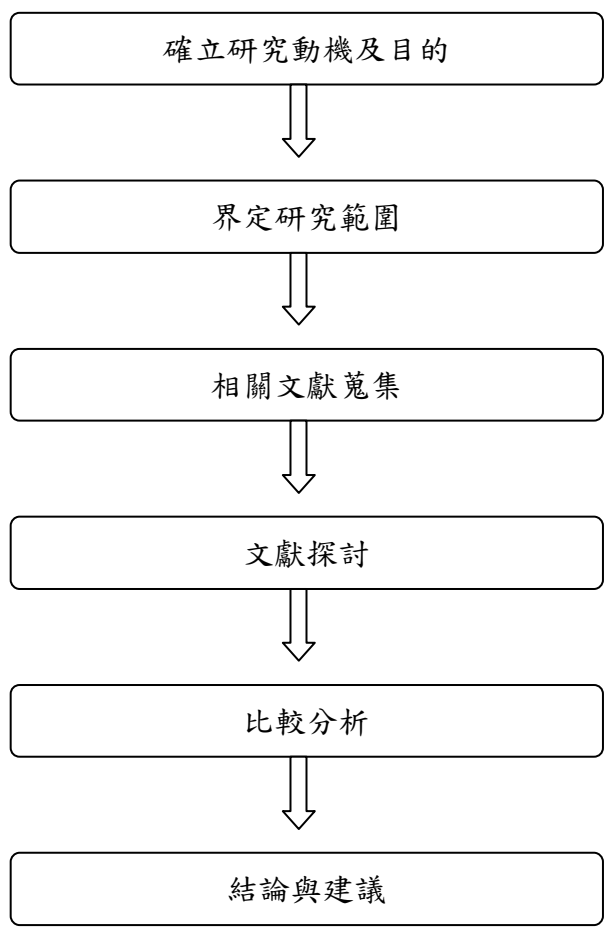 確立研究動機及目的
界定研究範圍
相關文獻蒐集
文獻探討
比較分析
結論與建議